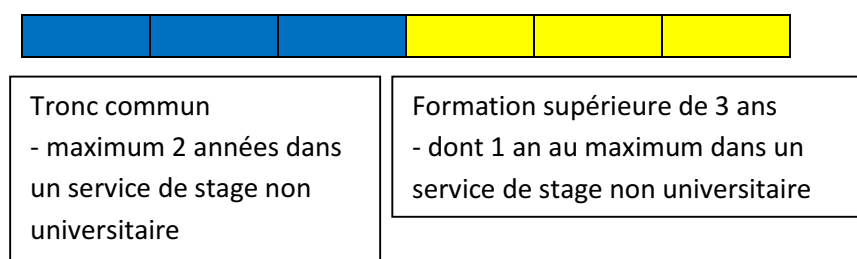 Tronc commun
- maximum 2 années dans
un service de stage non
universitaire
Formation supérieure de 3 ans
- dont 1 an au maximum dans un
service de stage non universitaire